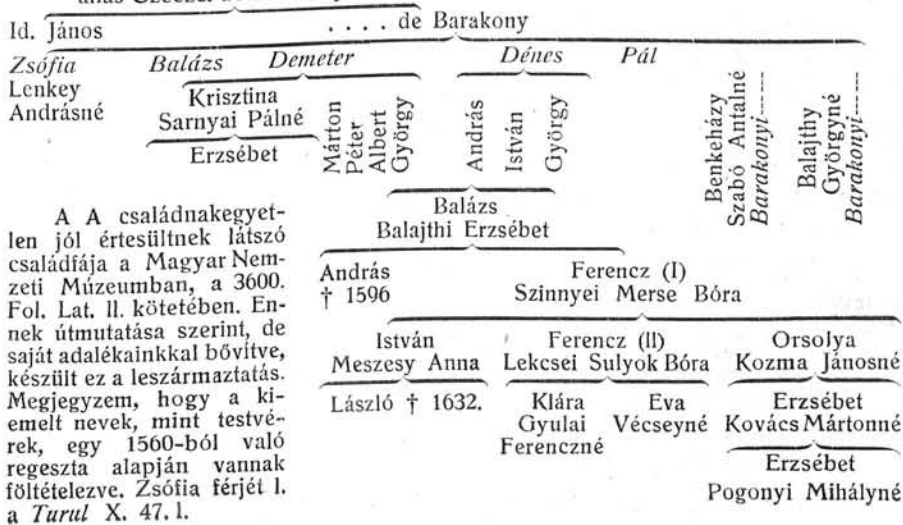 Id. János . . . . de Barakony
Zsófia Balázs Demeter Dénes Pál
Lenkey
Andrásné
Krisztina
Sarnyai Pálné
Erzsébet
Márton
Péter
Albert
György
András
István
György
Benkeházy
Szabó Antalné
Barakonyi-----
Balajthy
Györgyné
Barakonyi-----
Balázs
Balajthi Erzsébet
András
† 1596
Ferencz (I)
Szinnyei Merse Bóra
István Ferencz (II) Orsolya
Meszesy Anna Lekcsei Sulyok Bóra Kozma Jánosné
László † 1632. Klára Eva Erzsébet
Gyulai Vécseyné Kovács Mártonné
Ferenczné
Erzsébet
Pogonyi Mihályné
A A családnakegyet-
len jól értesültnek látszó
családfája a Magyar Nem-
zeti Múzeumban, a 3600.
Fol. Lat. II. kötetében. En-
nek útmutatása szerint, de
saját adalékainkkal bővítve,
készült ez a leszármaztatás.
Megjegyzem, hogy a ki-
emelt nevek, mint testvé-
rek, egy 1560-ból való
regeszta alapján vannak
föltételezve. Zsófia férjét l.
a Turul X. 47. l.